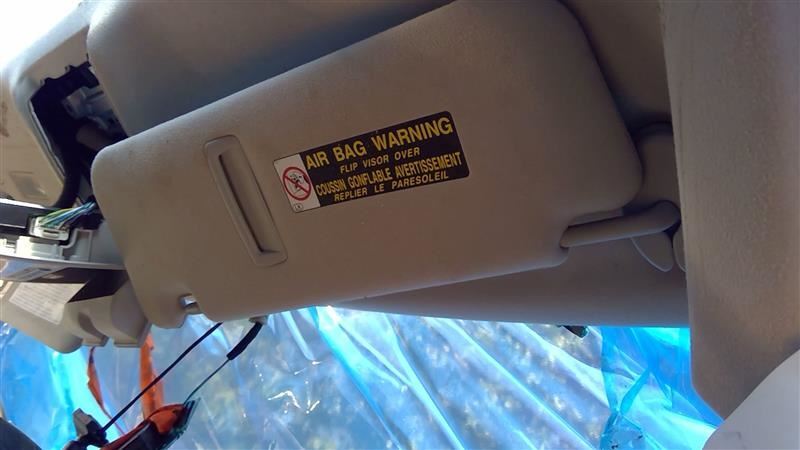 AIR BAG WARNING
FLIP VISOR OVER
COUSSIN GONFLABLE AVERTISSEMENT
REPLIER LE PARESOLEIL